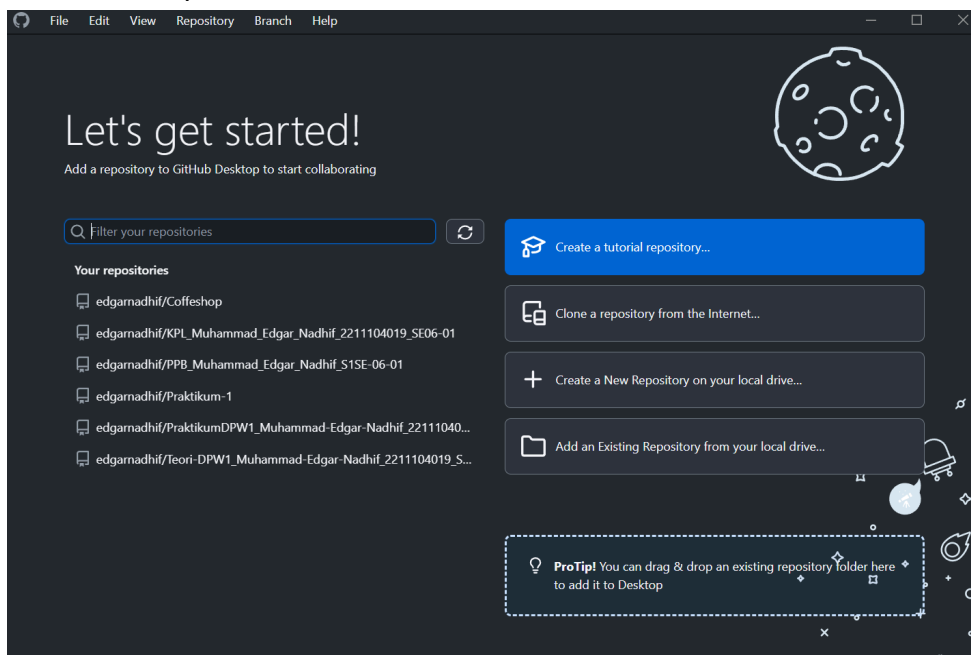 File Edit View Repository Branch Help
Let's get started!
Add a repository to GitHub Desktop to start collaborating
Filter your repositories
Your repositories
edgarnadhif/Coffeshop
edgarnadhif/KPL_Muhammad_Edgar_Nadhif_2211104019_SE06-01
edgarnadhif/PPB_Muhammad_Edgar_Nadhif_S1SE-06-01
edgarnadhif/Praktikum-1
edgarnadhif/PraktikumDPW1_Muhammad-Edgar-Nadhif_22111040...
edgarnadhif/Teori-DPW1_Muhammad-Edgar-Nadhif_2211104019_S...
Create a tutorial repository...
Clone a repository from the Internet...
Create a New Repository on your local drive...
Add an Existing Repository from your local drive...
ProTip! You can drag & drop an existing repository folder here
to add it to Desktop